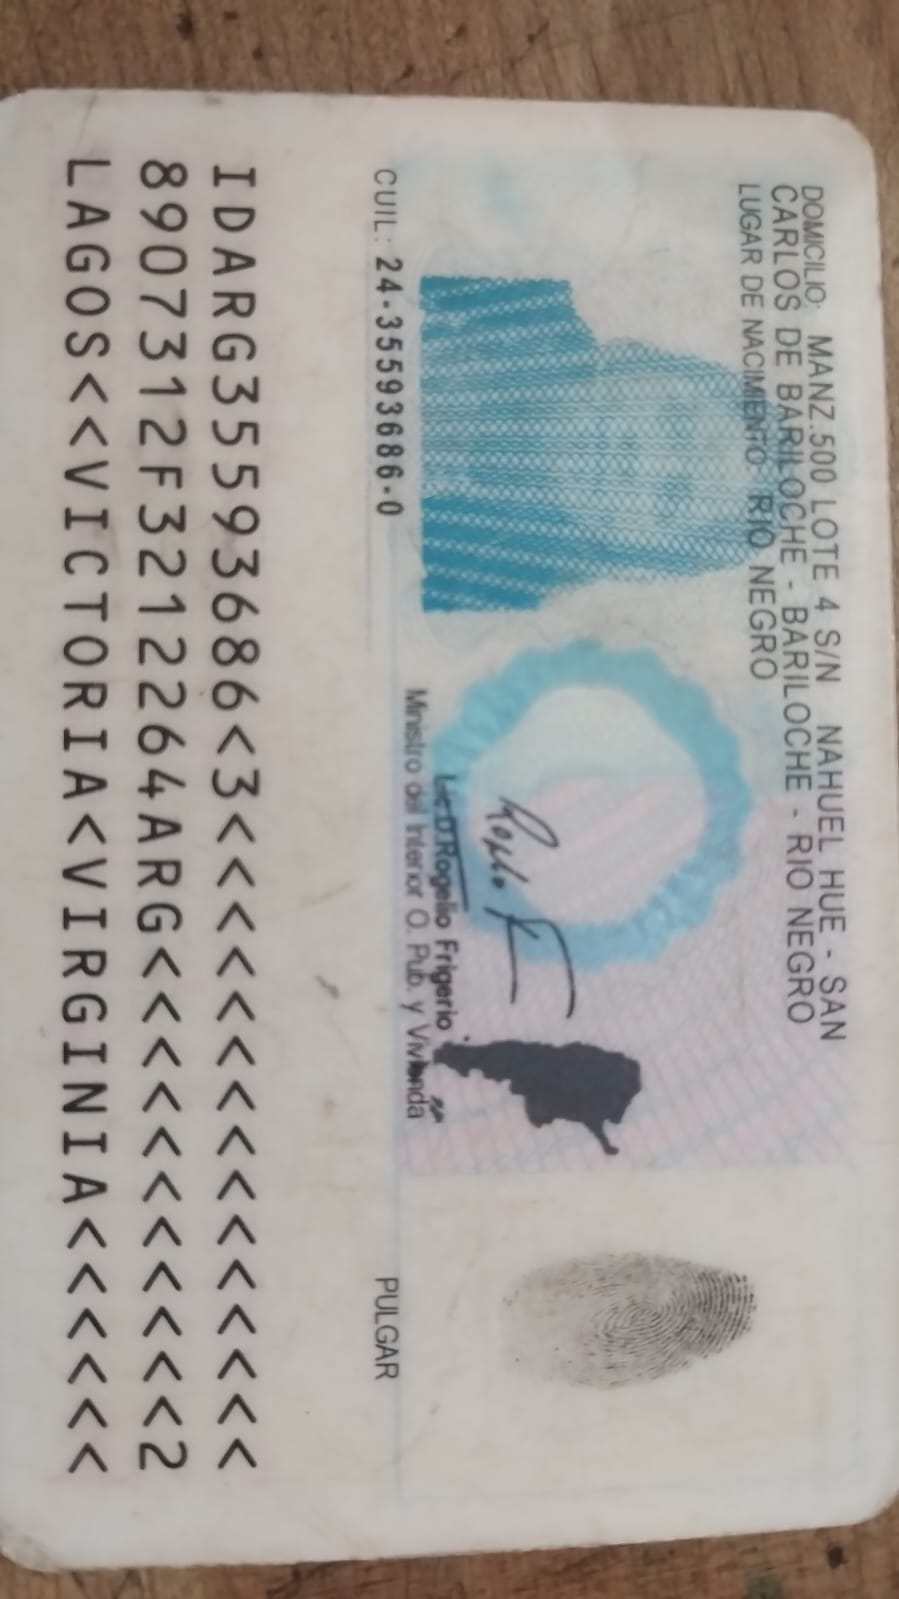 DOMICILIO: MANZ.500 LOTE 4 S/N NAHUEL HUE - SAN
CARLOS DE BARILOCHE - BARILOCHE - RIO NEGRO
LUGAR DE NACIMIENTO: RIO NEGRO
Lic D. Rogelio Frigerio
Ministro del Interior O. Pub. y Vivienda
CUIL: 24-35593686-0
PULGAR
IDARG35593686<3<<<<<<<<<<<<<<<
8907312F3212264ARG<<<<<<<<<<<2
LAGOS<<VICTORIA<VIRGINIA<<<<<<